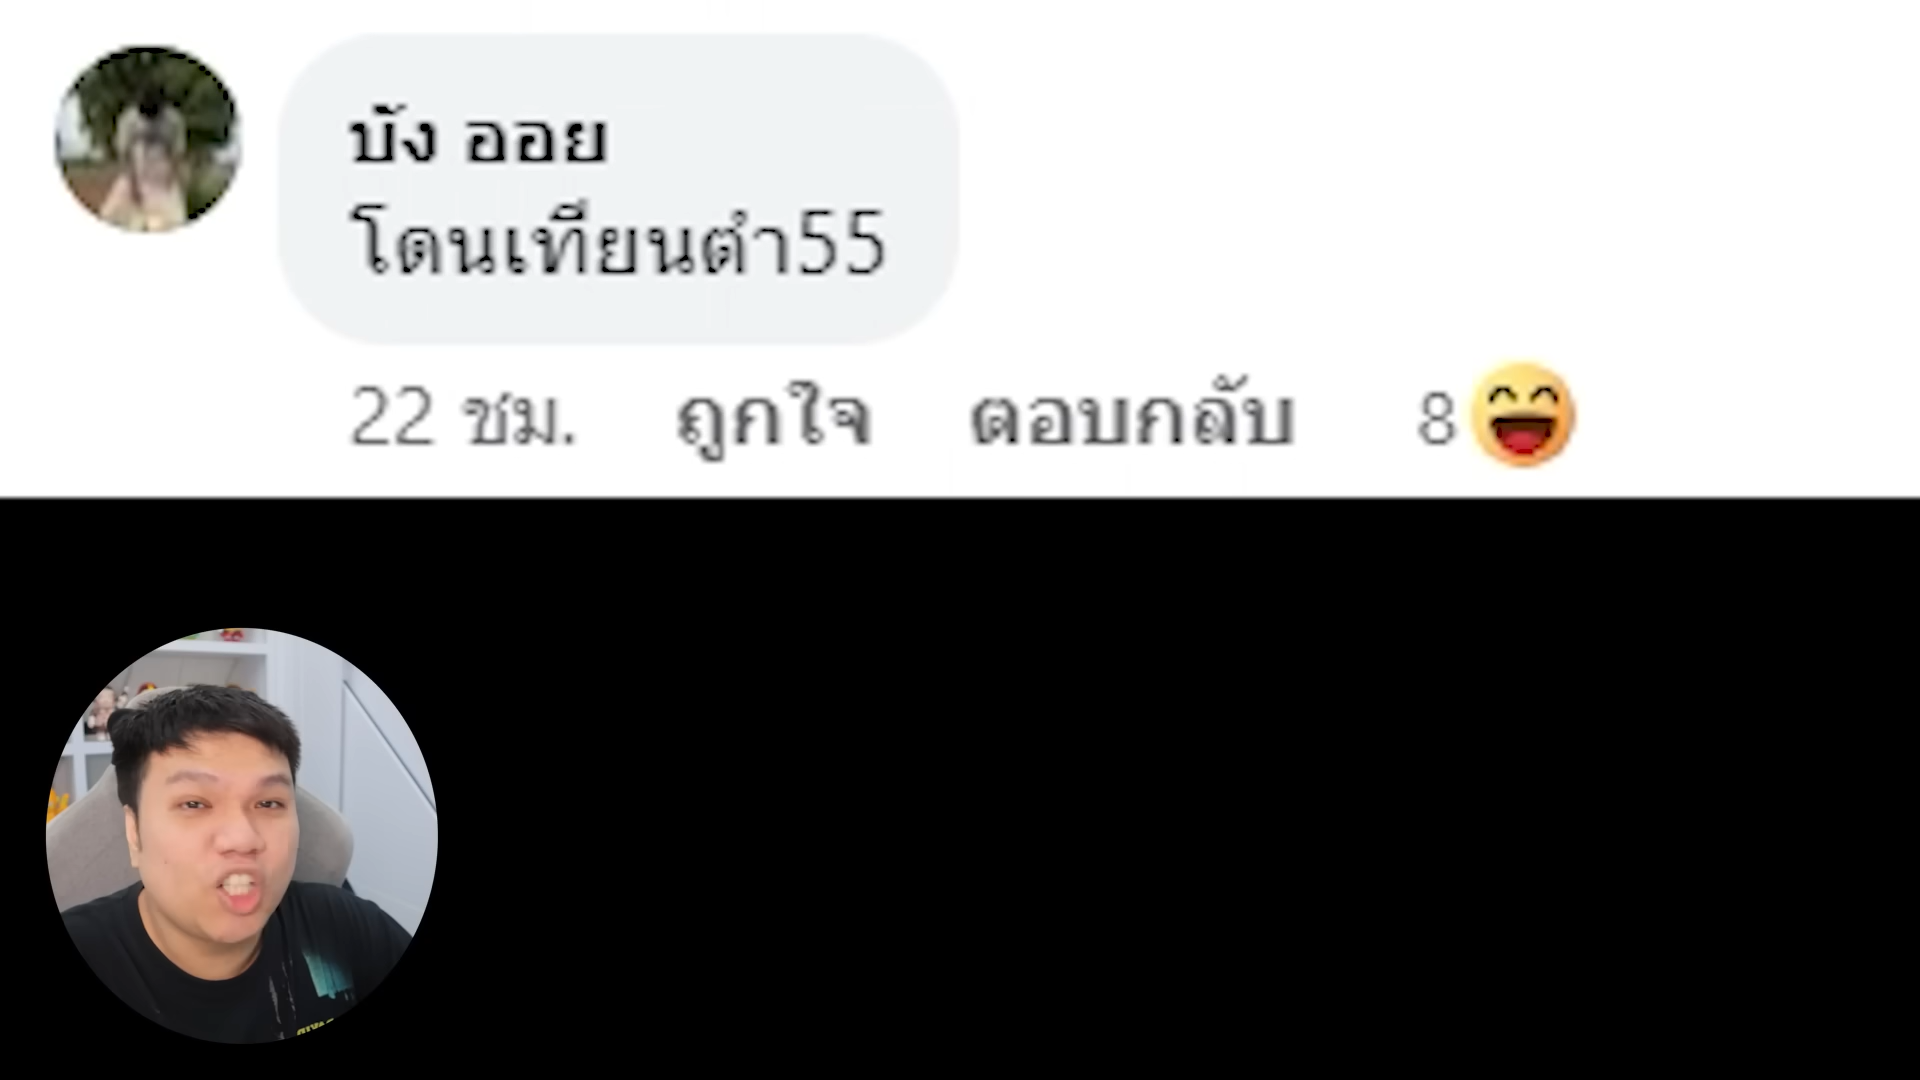 บัง ออย
โดนเทียนตำ55
22 ชม. ถูกใจ ตอบกลับ 8